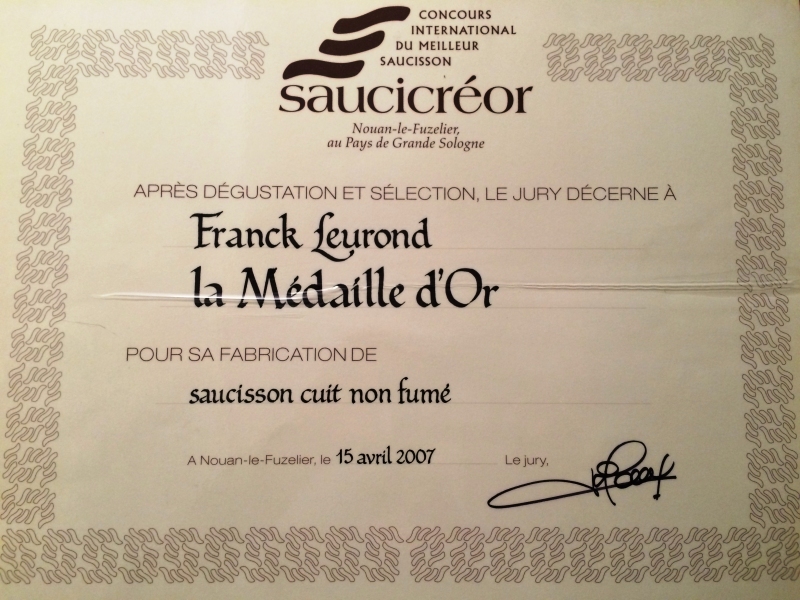 CONCOURS
INTERNATIONAL
DU MEILLEUR
SAUCISSON
saucicréor
Nouan-le-Fuzelier,
au Pays de Grande Sologne
APRÈS DÉGUSTATION ET SÉLECTION, LE JURY DÉCERNE À
Franck Leurond
la Médaille d'Or
POUR SA FABRICATION DE
saucisson cuit non fumé
A Nouan-le-Fuzelier, le 15 avril 2007 Le jury,